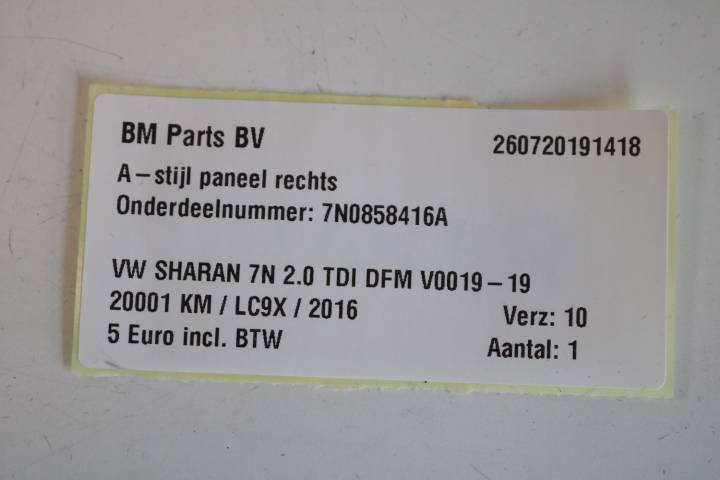 BM Parts BV 260720191418
A-stijl paneel rechts
Onderdeelnummer: 7N0858416A
VW SHARAN 7N 2.0 TDI DFM V0019-19
20001 KM / LC9X / 2016 Verz: 10
5 Euro incl. BTW Aantal: 1